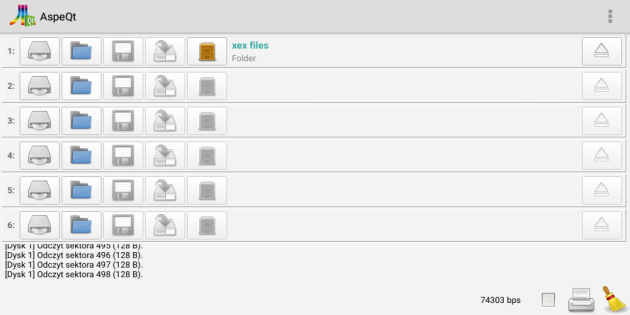 AspeQt
1:
xex files
Folder
2:
3:
4:
5:
6:
[Dysk 1] Odczyt sektora 495 (128 B).
[Dysk 1] Odczyt sektora 496 (128 B).
[Dysk 1] Odczyt sektora 497 (128 B).
[Dysk 1] Odczyt sektora 498 (128 B).
74303 bps